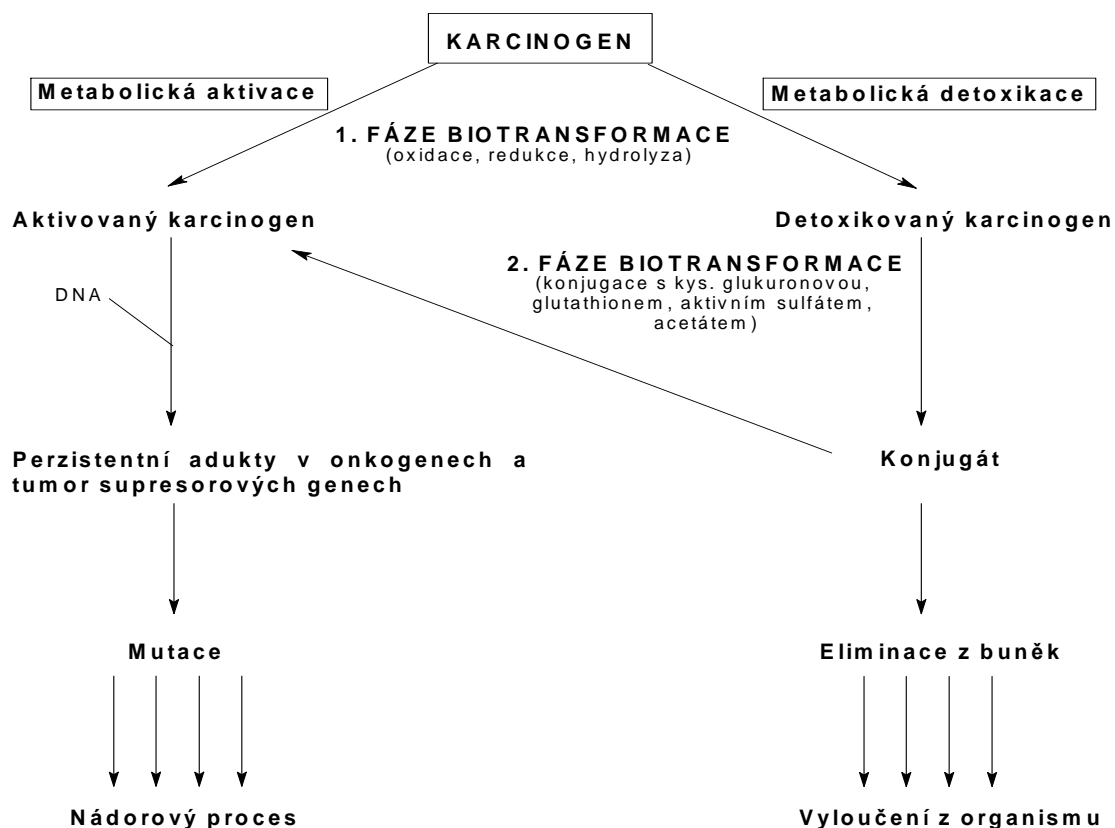 KARCINOGEN
Metabolická aktivace
Metabolická detoxikace
1. FÁZE BIOTRANSFORMACE
(oxidace, redukce, hydrolyza)
Aktivovaný karcinogen
Detoxikovaný karcinogen
2. FÁZE BIOTRANSFORMACE
(konjugace s kys. glukuronovou,
glutathionem, aktivním sulfátem,
acetátem)
DNA
Perzistentní adukty v onkogenech a
tumor supresorových genech
Konjugát
Mutace
Eliminace z buněk
Nádorový proces
Vyloučení z organismu